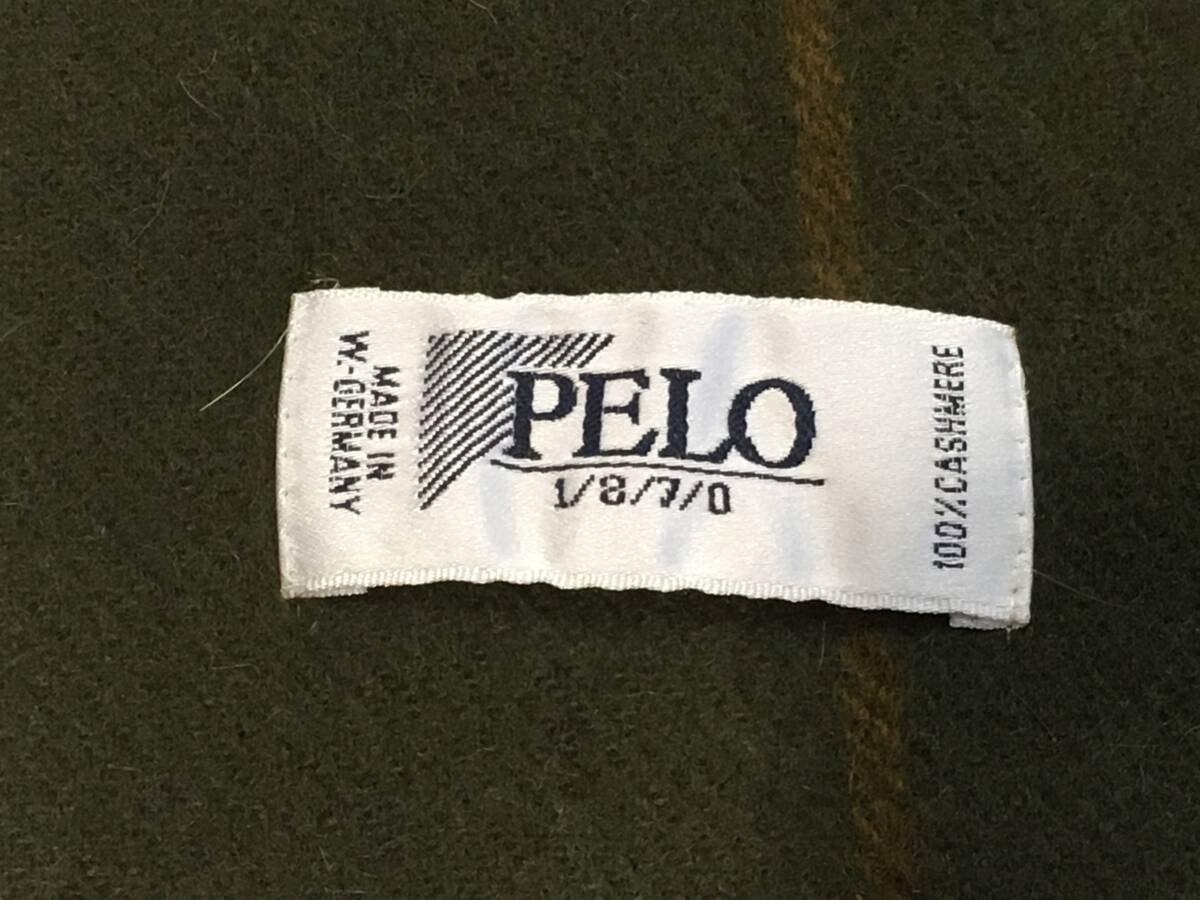 MADE IN
W.-GERMANY
PELO
1/8/7/0
100% CASHMERE